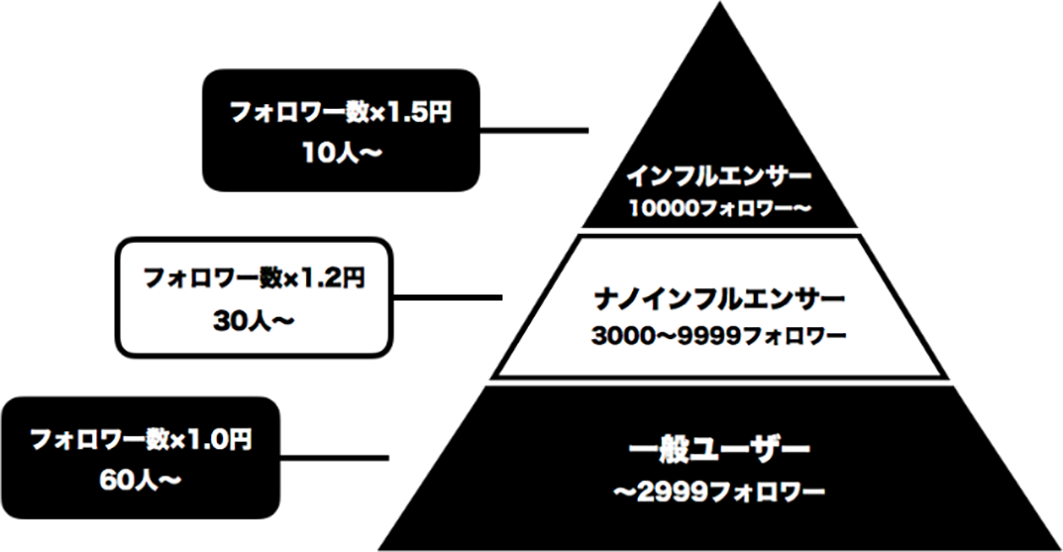 フォロワー数×1.5円
10人〜
インフルエンサー
10000フォロワー〜
フォロワー数×1.2円
30人〜
ナノインフルエンサー
3000〜9999フォロワー
フォロワー数×1.0円
60人〜
一般ユーザー
〜2999フォロワー